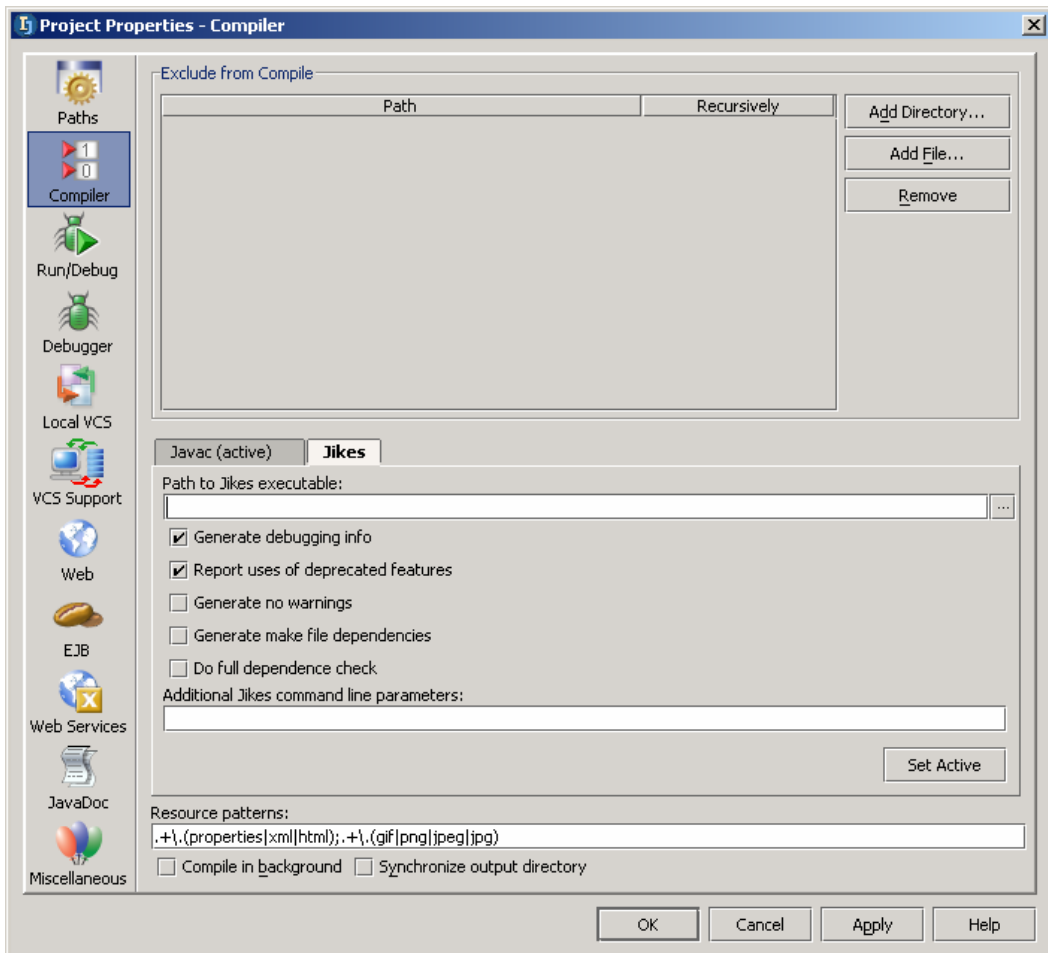 Project Properties - Compiler
Paths
1
0
Compiler
Run/Debug
Debugger
Local VCS
VCS Support
Web
EJB
Web Services
JavaDoc
Miscellaneous
Exclude from Compile
Path Recursively
Add Directory...
Add File...
Remove
Javac (active) Jikes
Path to Jikes executable:
...
Generate debugging info
Report uses of deprecated features
Generate no warnings
Generate make file dependencies
Do full dependence check
Additional Jikes command line parameters:
Set Active
Resource patterns:
.+\.(properties|xml|html);.+\.(gif|png|jpeg|jpg)
Compile in background Synchronize output directory
OK Cancel Apply Help